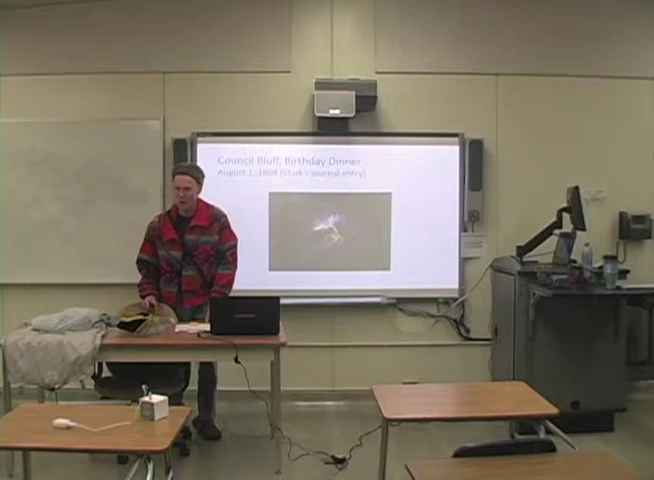 Council Bluff, Birthday Dinner
August 1, 1804 (Clark's journal entry)